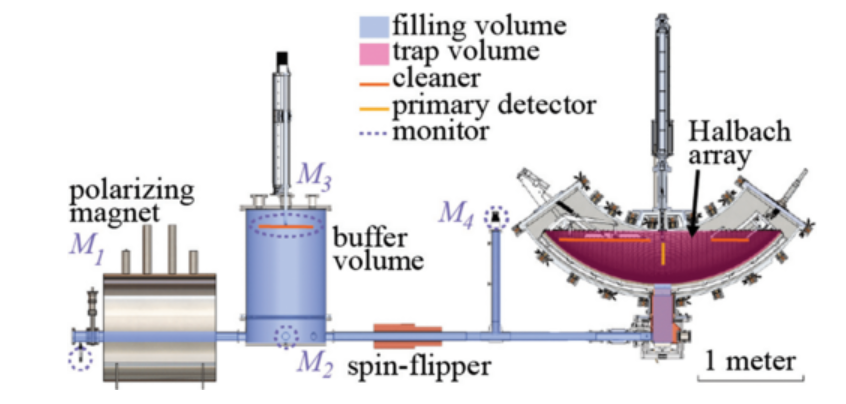 filling volume
trap volume
cleaner
primary detector
monitor
Halbach
array
polarizing
magnet
M1
M3
buffer
volume
M4
M2
spin-flipper
1 meter